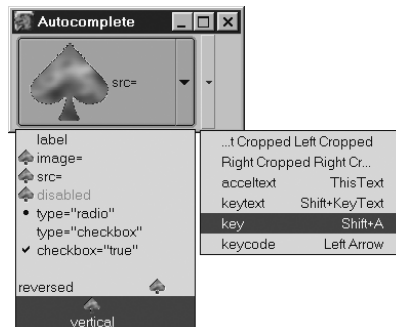 Autocomplete
src=
label
image=
src=
disabled
type="radio"
type="checkbox"
checkbox="true"
reversed
vertical
...t Cropped Left Cropped
Right Cropped Right Cr...
acceltext ThisText
keytext Shift+KeyText
key Shift+A
keycode Left Arrow